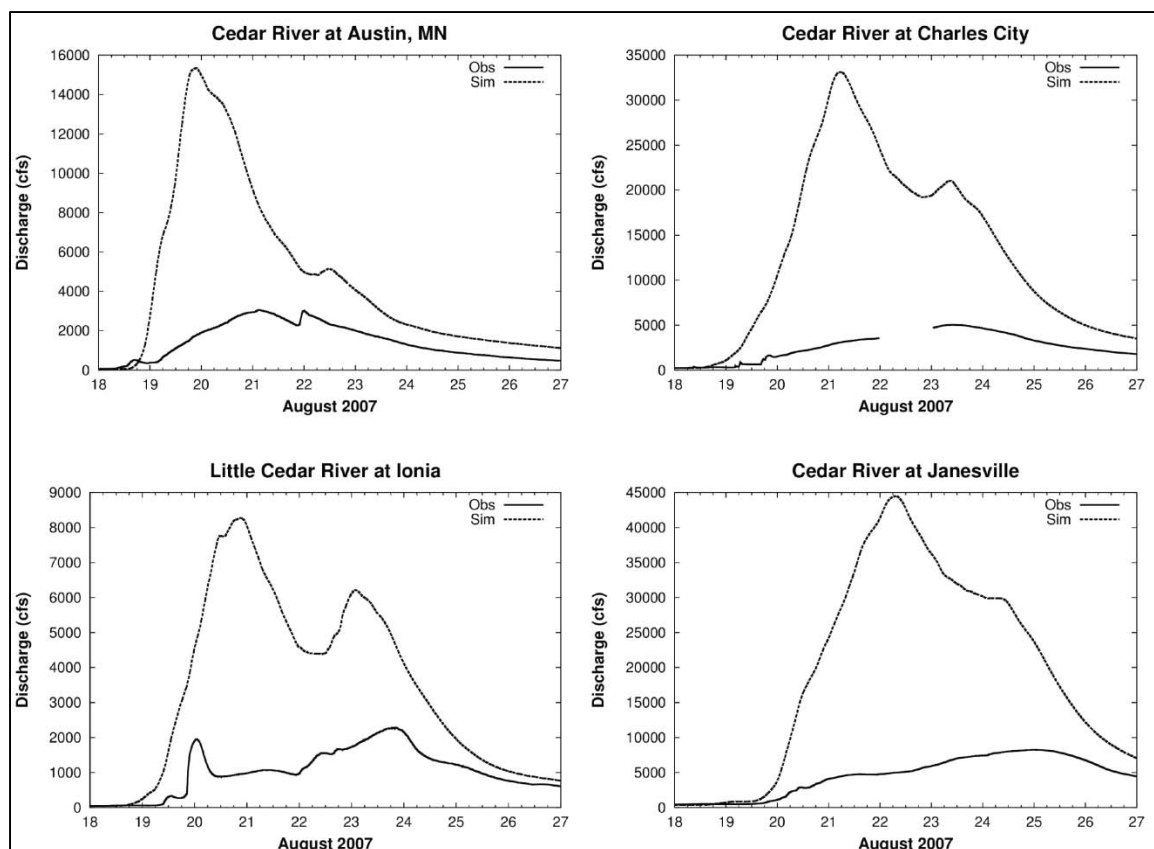 Cedar River at Austin, MN
16000
14000
12000
10000
8000
6000
4000
2000
0
Discharge (cfs)
Obs
Sim
18 19 20 21 22 23 24 25 26 27
August 2007
Cedar River at Charles City
35000
30000
25000
20000
15000
10000
5000
0
Discharge (cfs)
Obs
Sim
18 19 20 21 22 23 24 25 26 27
August 2007
Little Cedar River at Ionia
9000
8000
7000
6000
5000
4000
3000
2000
1000
0
Discharge (cfs)
Obs
Sim
18 19 20 21 22 23 24 25 26 27
August 2007
Cedar River at Janesville
45000
40000
35000
30000
25000
20000
15000
10000
5000
0
Discharge (cfs)
Obs
Sim
18 19 20 21 22 23 24 25 26 27
August 2007